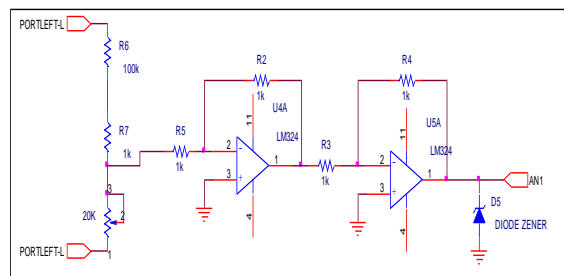 PORTLEFT-L
R6
100k
R2
1k
R4
1k
U4A
U5A
11
11
R7
1k
R5
1k
2
3
1
LM324
R3
1k
2
3
1
LM324
AN1
3
20K
2
1
4
4
D5
DIODE ZENER
PORTLEFT-L